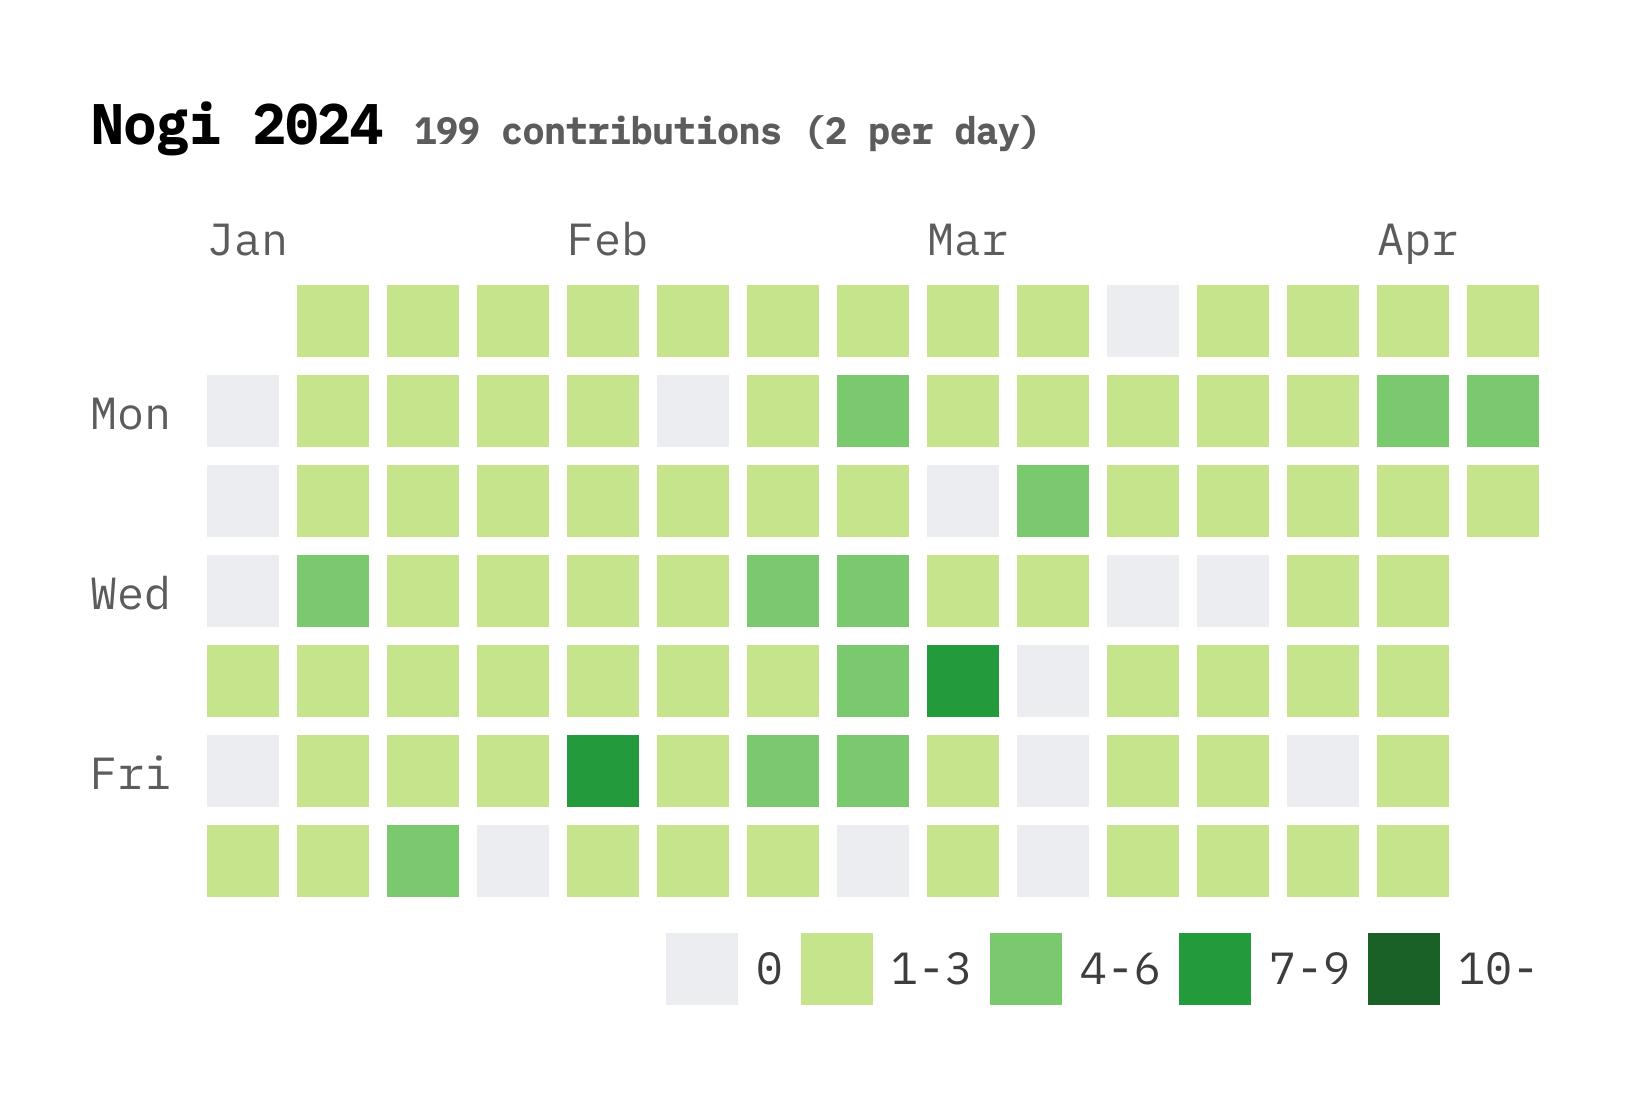 Nogi 2024 199 contributions (2 per day)
Jan Feb Mar Apr
Mon
Wed
Fri
0 1-3 4-6 7-9 10-